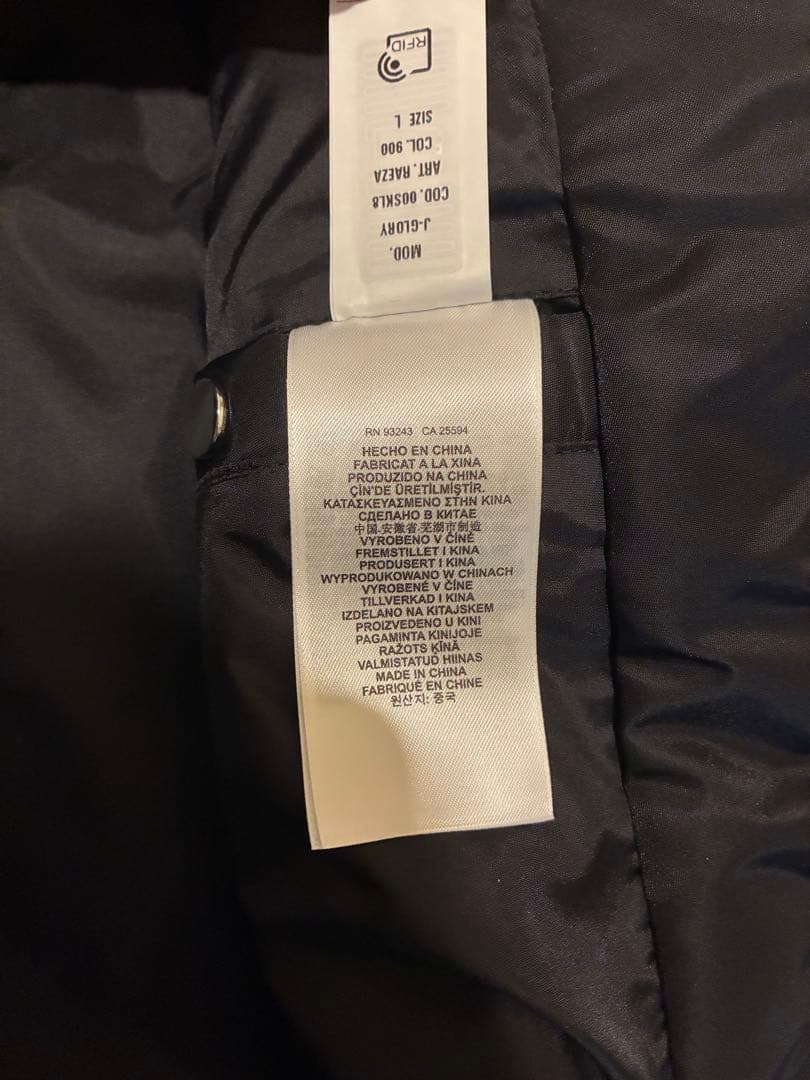 MOD.
J-GLORY
COD. 00SKL8
ART. RAEZA
COL. 900
SIZE L
RFID
RN 93243 CA 25594
HECHO EN CHINA
FABRICAT A LA XINA
PRODUZIDO NA CHINA
ÇİN'DE ÜRETİLMİŞTİR.
ΚΑΤΑΣΚΕΥΑΣΜΕΝΟ ΣΤΗΝ ΚΙΝΑ
СДЕЛАНО В КИТАЕ
中国.安徽省.芜湖市制造
VYROBENO V ČÍNĚ
FREMSTILLET I KINA
PRODUSERT I KINA
WYPRODUKOWANO W CHINACH
VYROBENÉ V ČÍNE
TILLVERKAD I KINA
IZDELANO NA KITAJSKEM
PROIZVEDENO U KINI
PAGAMINTA KINIJOJE
RAŽOTS ĶĪNĀ
VALMISTATUD HIINAS
MADE IN CHINA
FABRIQUÉ EN CHINE
원산지: 중국